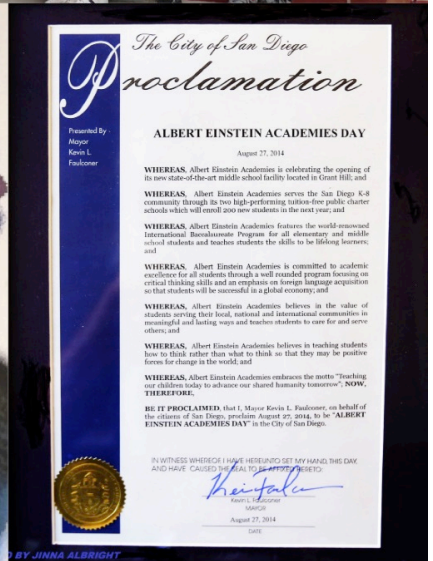 The City of San Diego
Proclamation
Presented By -
Mayor
Kevin L.
Faulconer
ALBERT EINSTEIN ACADEMIES DAY
August 27, 2014
WHEREAS, Albert Einstein Academies is celebrating the opening of
its new state-of-the-art middle school facility located in Grant Hill; and
WHEREAS, Albert Einstein Academies serves the San Diego K-8
community through its two high-performing tuition-free public charter
schools which will enroll 200 new students in the next year; and
WHEREAS, Albert Einstein Academies features the world-renowned
International Baccalaureate Program for all elementary and middle
school students and teaches students the skills to be lifelong learners;
and
WHEREAS, Albert Einstein Academies is committed to academic
excellence for all students through a well rounded program focusing on
critical thinking skills and an emphasis on foreign language acquisition
so that students will be successful in a global economy; and
WHEREAS, Albert Einstein Academies believes in the value of
students serving their local, national and international communities in
meaningful and lasting ways and teaches students to care for and serve
others; and
WHEREAS, Albert Einstein Academies believes in teaching students
how to think rather than what to think so that they may be positive
forces for change in the world; and
WHEREAS, Albert Einstein Academies embraces the motto "Teaching
our children today to advance our shared humanity tomorrow"; NOW,
THEREFORE,
BE IT PROCLAIMED, that I, Mayor Kevin L. Faulconer, on behalf of
the citizens of San Diego, proclaim August 27, 2014, to be "ALBERT
EINSTEIN ACADEMIES DAY" in the City of San Diego.
IN WITNESS WHEREOF I HAVE HEREUNTO SET MY HAND, THIS DAY,
AND HAVE CAUSED THE SEAL TO BE AFFIXED HERETO:
Kevin L. Faulconer
MAYOR
August 27, 2014
DATE
BY JINNA ALBRIGHT